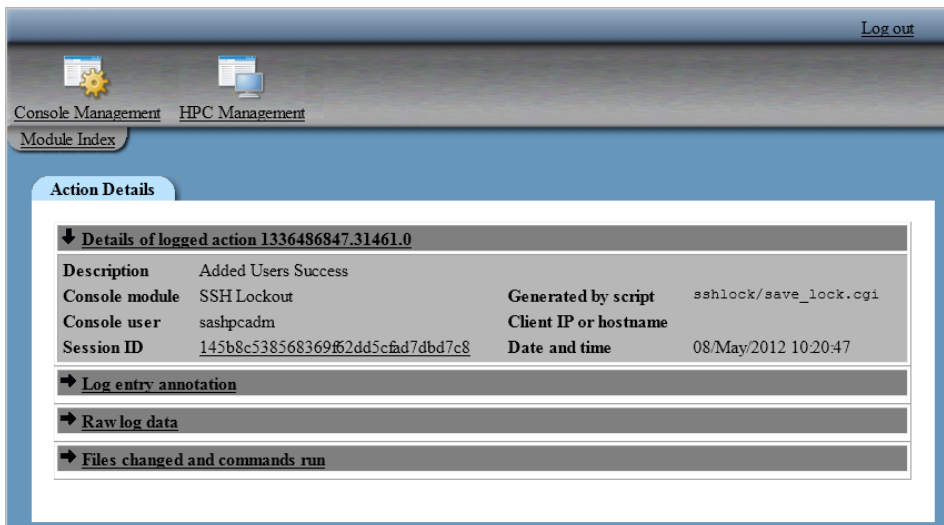 Log out
Console Management HPC Management
Module Index
Action Details
Details of logged action 1336486847.31461.0
Description Added Users Success
Console module SSH Lockout Generated by script sshlock/save_lock.cgi
Console user sashpcadm Client IP or hostname
Session ID 145b8c538568369f62dd5cfad7dbd7c8 Date and time 08/May/2012 10:20:47
Log entry annotation
Raw log data
Files changed and commands run